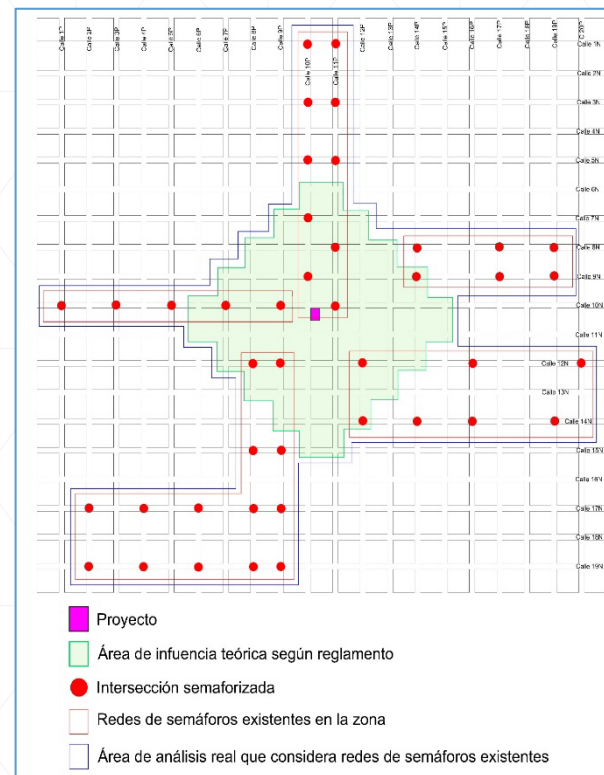 Calle 1P
Calle 2P
Calle 3P
Calle 4P
Calle 5P
Calle 6P
Calle 7P
Calle 8P
Calle 9P
Calle 10P
Calle 11P
Calle 12P
Calle 13P
Calle 14P
Calle 15P
Calle 16P
Calle 17P
Calle 18P
Calle 19P
C 20P
Calle 1N
Calle 2N
Calle 3N
Calle 4N
Calle 5N
Calle 6N
Calle 7N
Calle 8N
Calle 9N
Calle 10N
Calle 11N
Calle 12N
Calle 13N
Calle 14N
Calle 15N
Calle 16N
Calle 17N
Calle 18N
Calle 19N
Proyecto
Área de infuencia teórica según reglamento
Intersección semaforizada
Redes de semáforos existentes en la zona
Área de análisis real que considera redes de semáforos existentes